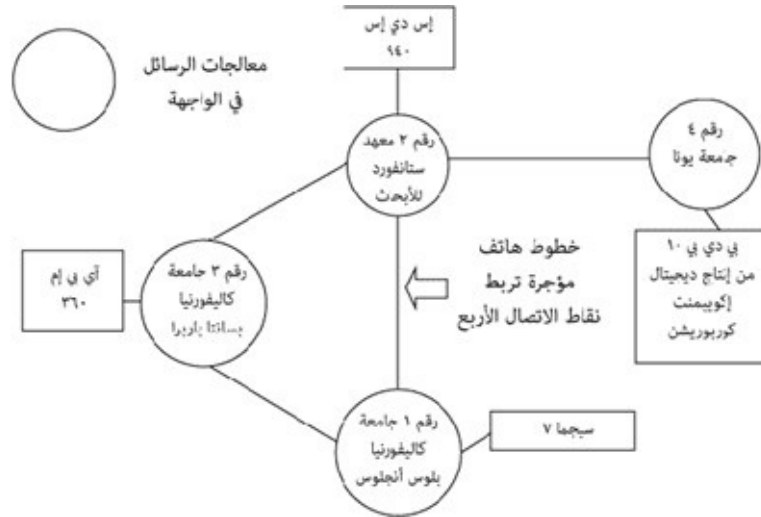 إس دي إس
٩٤٠
معالجات الرسائل
في الواجهة
رقم ٢ معهد
ستانفورد
للأبحاث
رقم ٤
جامعة يوتا
خطوط هاتف
مؤجرة تربط
نقاط الاتصال الأربع
بي دي بي ١٠
من إنتاج ديجيتال
إكويبمنت
كوربوريشن
رقم ٣ جامعة
كاليفورنيا
بسانتا باربرا
آي بي إم
٣٦٠
رقم ١ جامعة
كاليفورنيا
بلوس أنجلوس
سيجما ٧